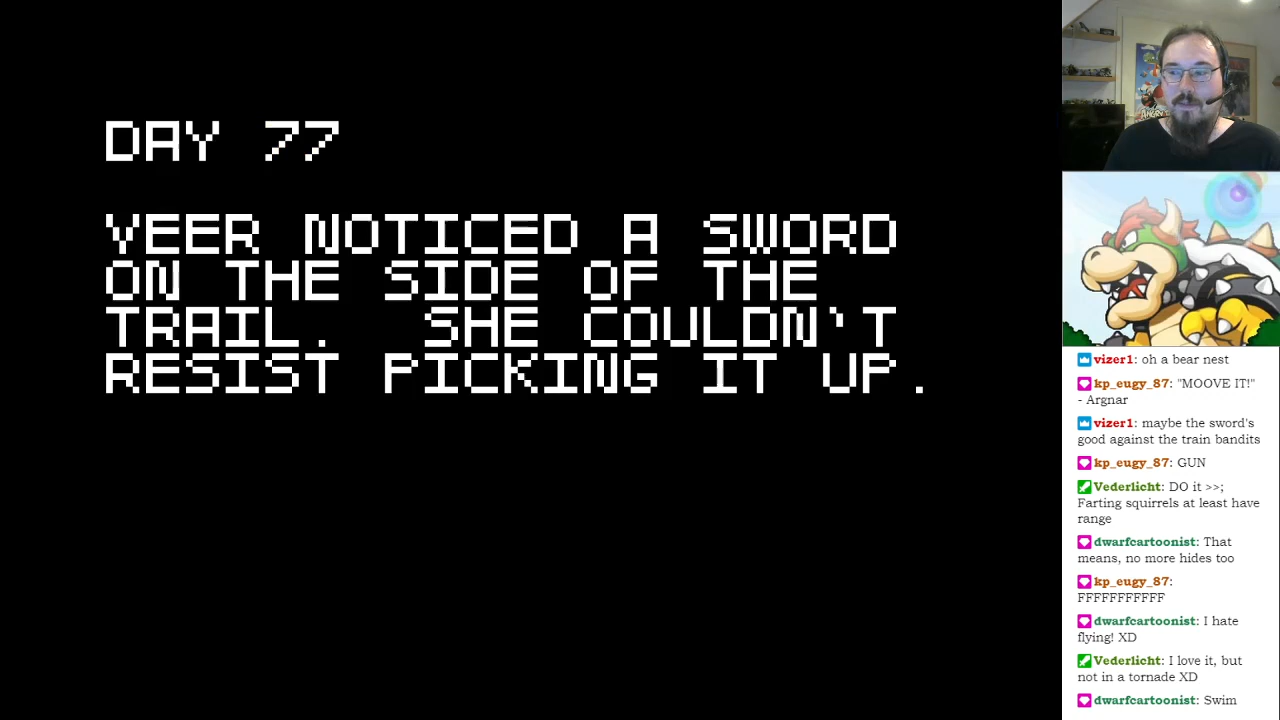 DAY 77
YEER NOTICED A SWORD
ON THE SIDE OF THE
TRAIL. SHE COULDN'T
RESIST PICKING IT UP.
ANGRY
vizer1: oh a bear nest
kp_eugy_87: "MOOVE IT!"
- Argnar
vizer1: maybe the sword's
good against the train bandits
kp_eugy_87: GUN
Vederlicht: DO it >>;
Farting squirrels at least have
range
dwarfcartoonist: That
means, no more hides too
kp_eugy_87:
FFFFFFFFFFF
dwarfcartoonist: I hate
flying! XD
Vederlicht: I love it, but
not in a tornade XD
dwarfcartoonist: Swim